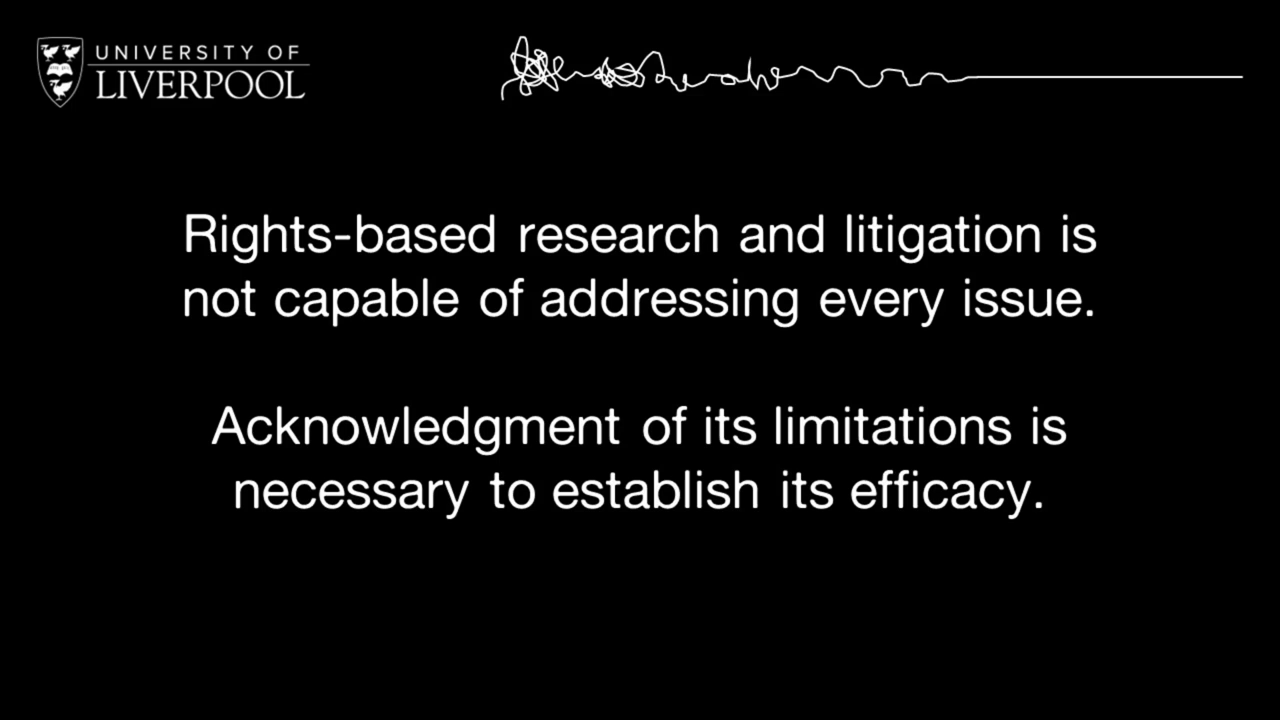 UNIVERSITY OF
LIVERPOOL
Rights-based research and litigation is
not capable of addressing every issue.
Acknowledgment of its limitations is
necessary to establish its efficacy.